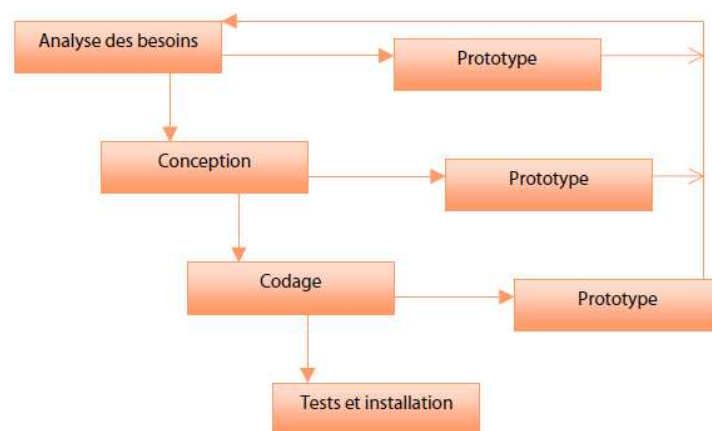 Analyse des besoins
Prototype
Conception
Prototype
Codage
Prototype
Tests et installation